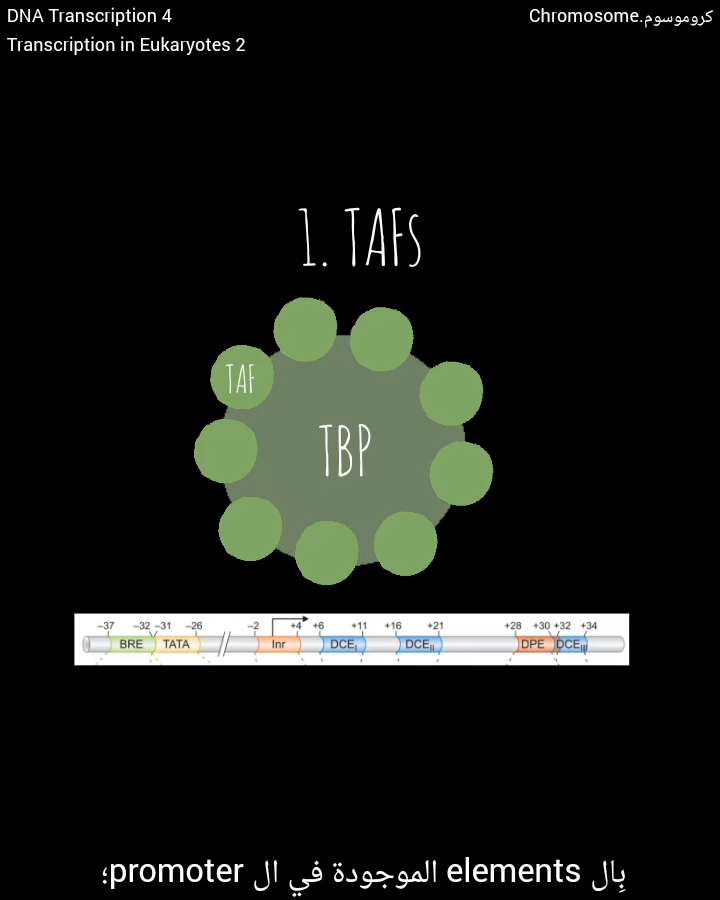 DNA Transcription 4
Chromosome.كروموسوم
Transcription in Eukaryotes 2
1. TAFs
TAF
TBP
–37 –32 –31 –26 –2 +4 +6 +11 +16 +21 +28 +30 +32 +34
BRE TATA Inr DCEI DCEII DPE DCEIII
بِال elements الموجودة في ال promoter؛